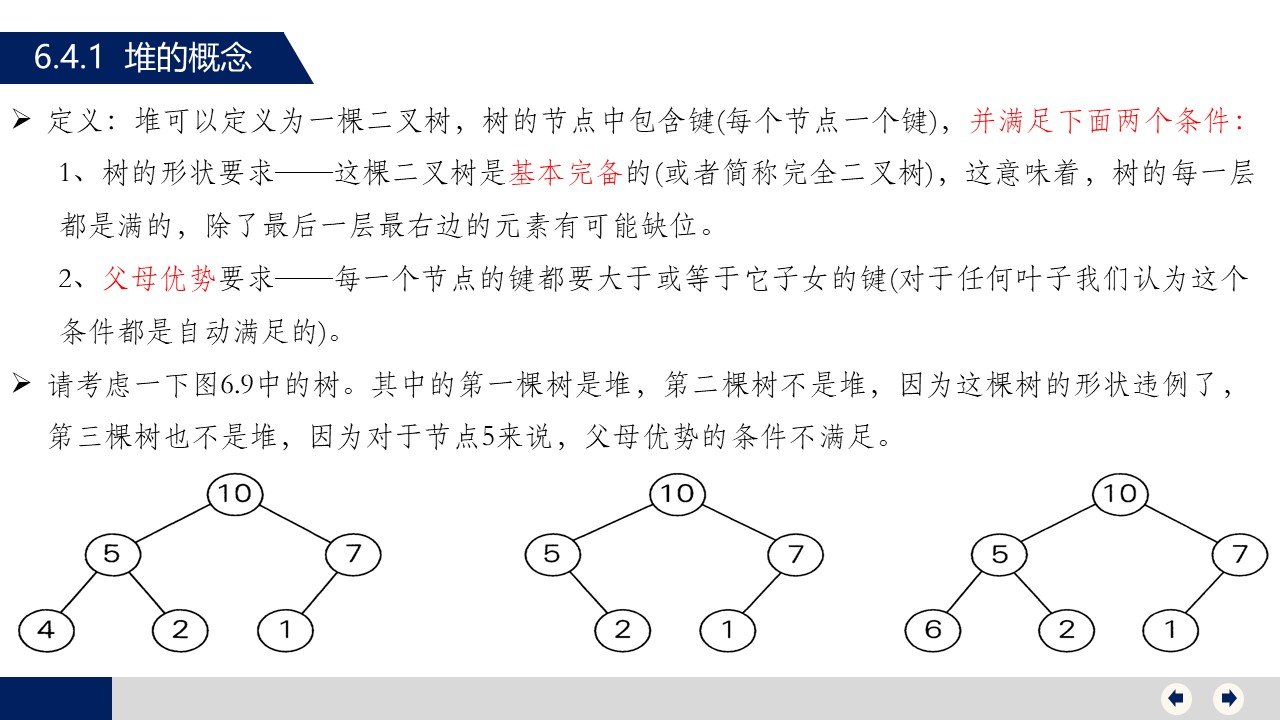 6.4.1 堆的概念
定义：堆可以定义为一棵二叉树，树的节点中包含键(每个节点一个键)，并满足下面两个条件：
1、树的形状要求——这棵二叉树是基本完备的(或者简称完全二叉树)，这意味着，树的每一层
都是满的，除了最后一层最右边的元素有可能缺位。
2、父母优势要求——每一个节点的键都要大于或等于它子女的键(对于任何叶子我们认为这个
条件都是自动满足的)。
请考虑一下图6.9中的树。其中的第一棵树是堆，第二棵树不是堆，因为这棵树的形状违例了，
第三棵树也不是堆，因为对于节点5来说，父母优势的条件不满足。
10 10 10
5 7 5 7 5 7
4 2 1 2 1 6 2 1